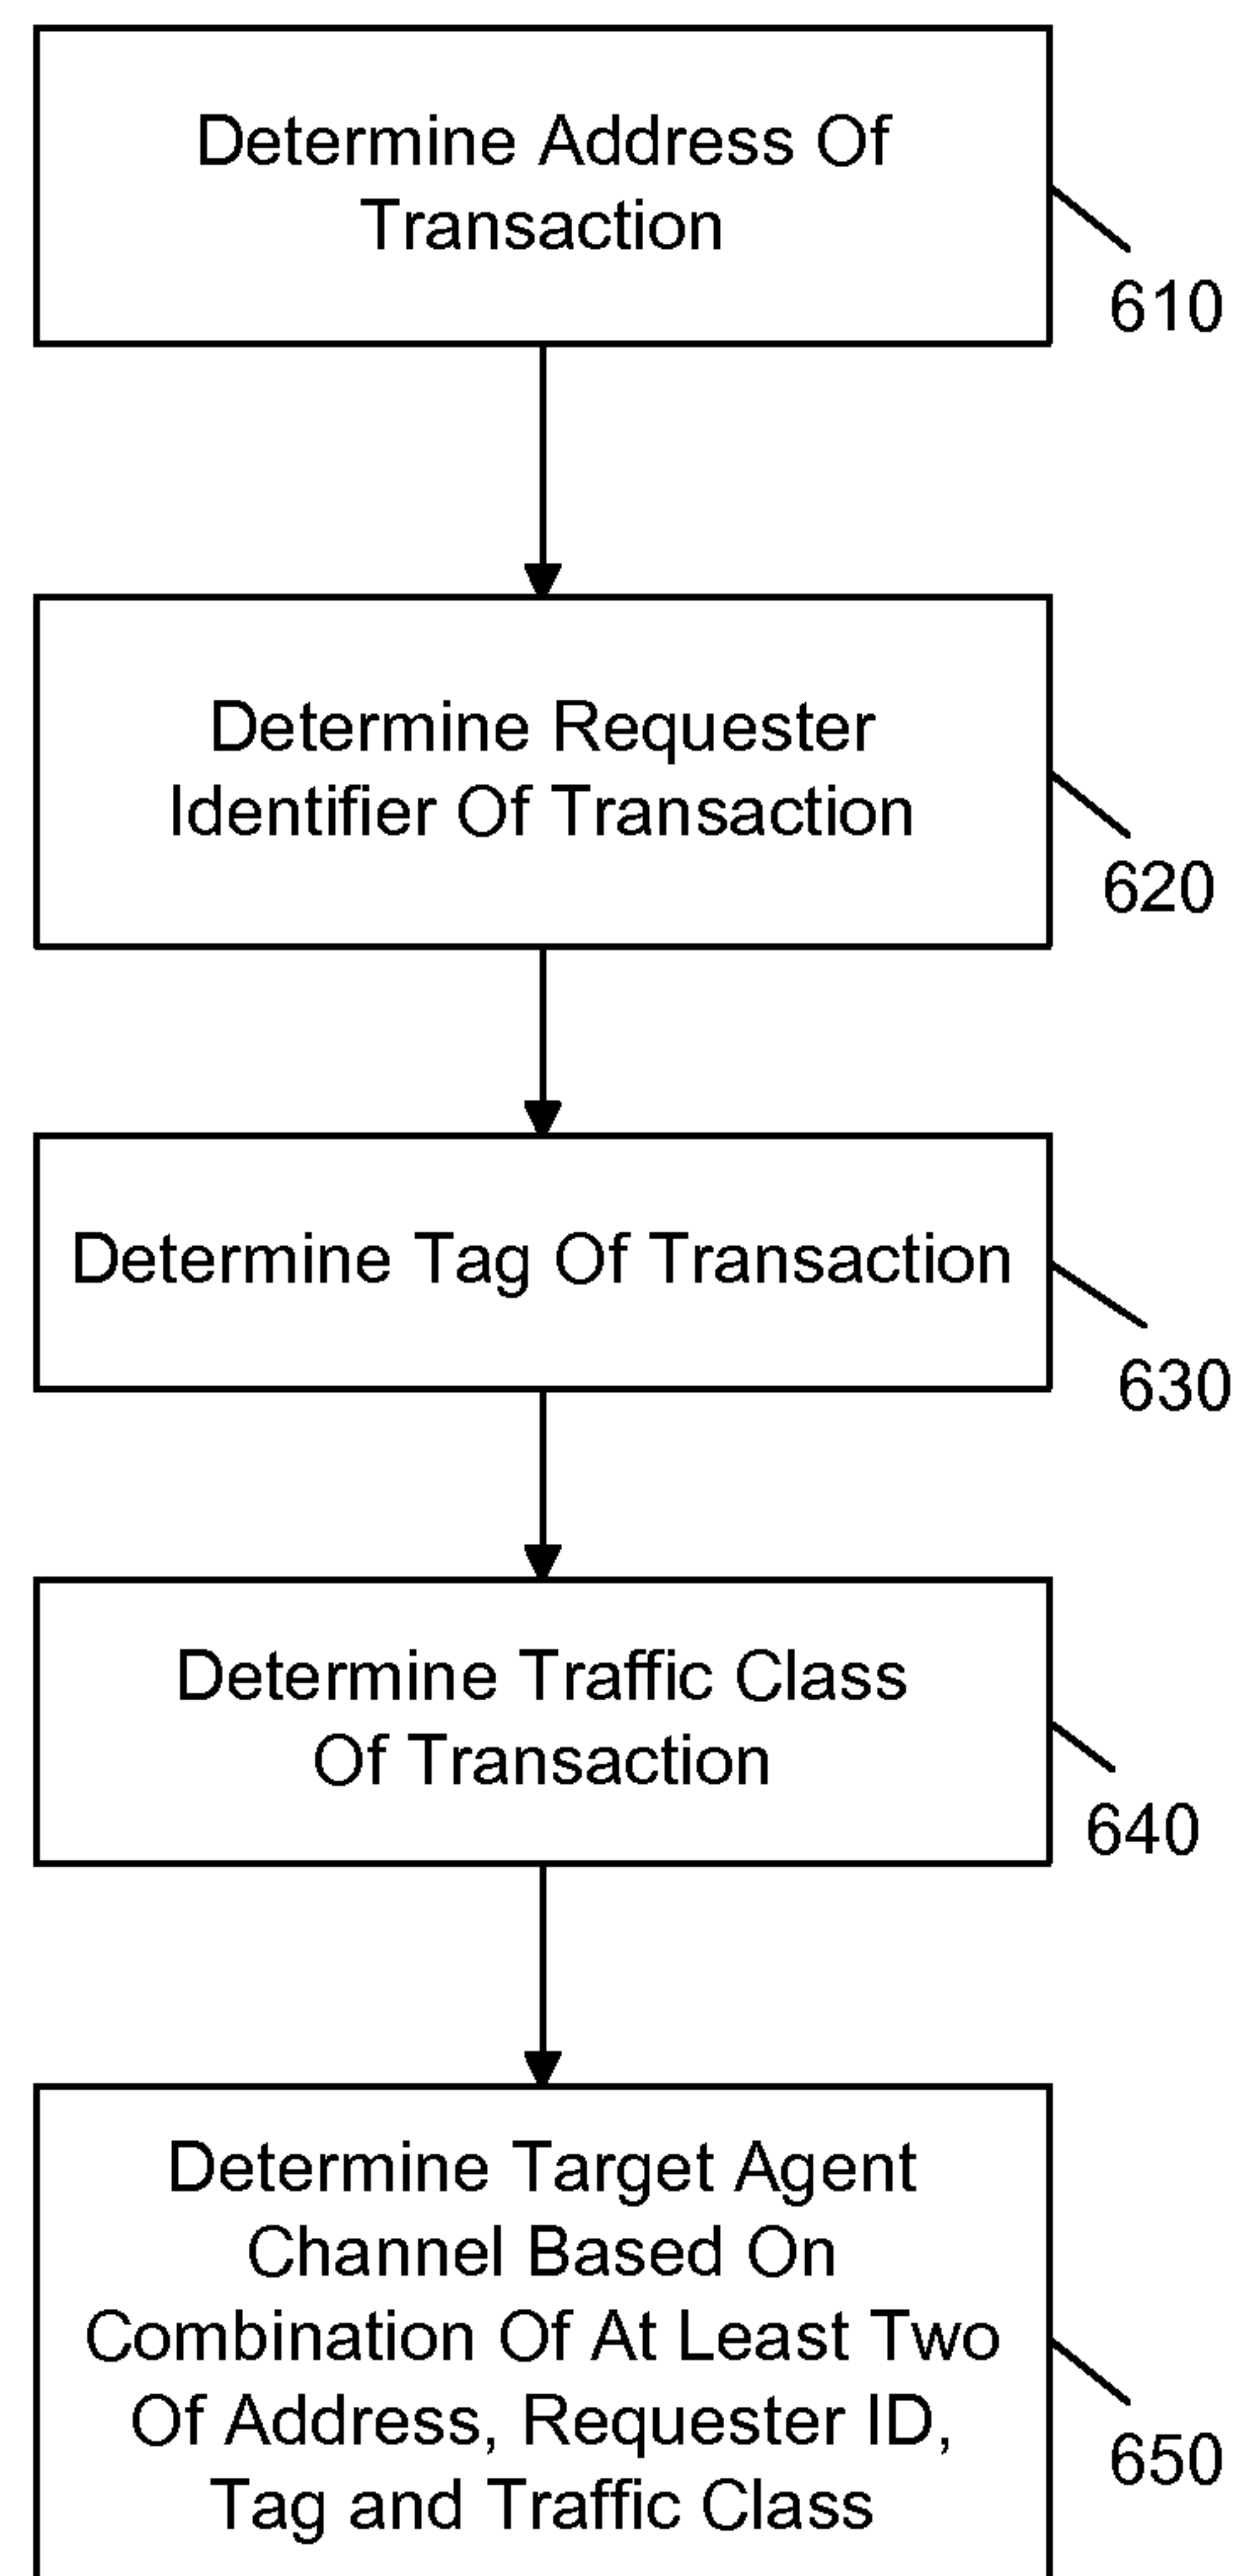 Determine Address Of
Transaction
610
Determine Requester
Identifier Of Transaction
620
Determine Tag Of Transaction
630
Determine Traffic Class
Of Transaction
640
Determine Target Agent
Channel Based On
Combination Of At Least Two
Of Address, Requester ID,
Tag and Traffic Class
650